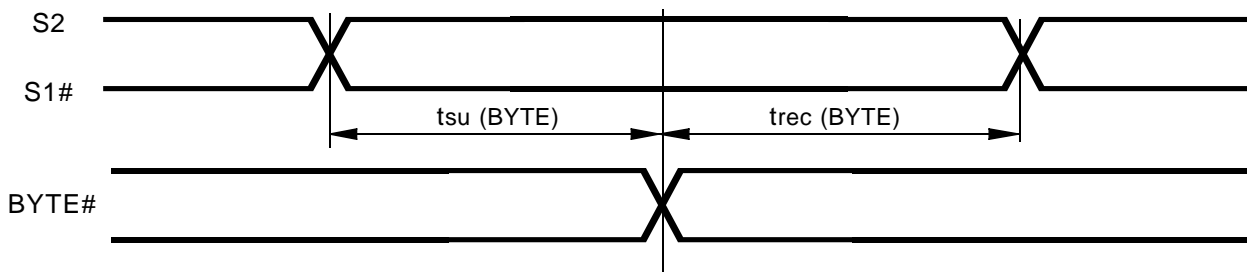 S2
S1#
tsu (BYTE)
trec (BYTE)
BYTE#